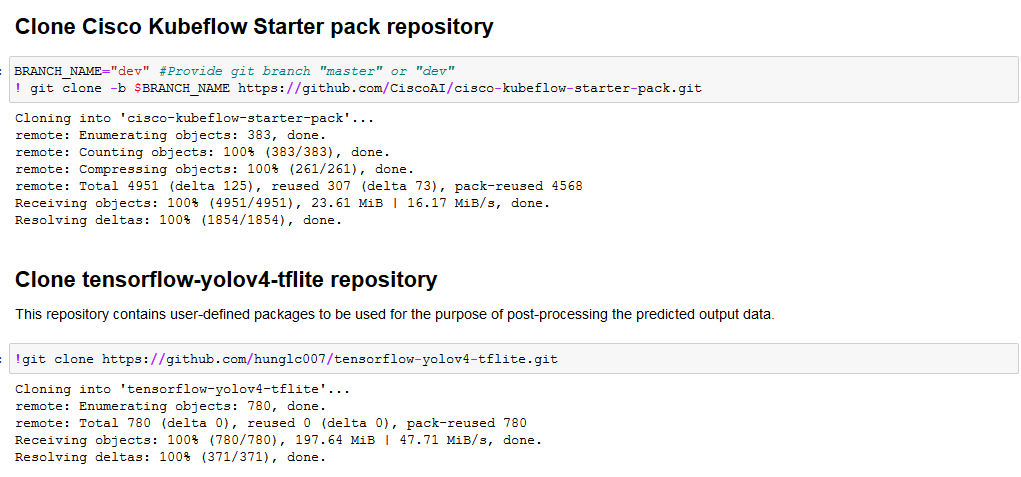 Clone Cisco Kubeflow Starter pack repository
BRANCH_NAME="dev" #Provide git branch "master" or "dev"
! git clone -b $BRANCH_NAME https://github.com/CiscoAI/cisco-kubeflow-starter-pack.git
Cloning into 'cisco-kubeflow-starter-pack'...
remote: Enumerating objects: 383, done.
remote: Counting objects: 100% (383/383), done.
remote: Compressing objects: 100% (261/261), done.
remote: Total 4951 (delta 125), reused 307 (delta 73), pack-reused 4568
Receiving objects: 100% (4951/4951), 23.61 MiB | 16.17 MiB/s, done.
Resolving deltas: 100% (1854/1854), done.
Clone tensorflow-yolov4-tflite repository
This repository contains user-defined packages to be used for the purpose of post-processing the predicted output data.
!git clone https://github.com/hunglc007/tensorflow-yolov4-tflite.git
Cloning into 'tensorflow-yolov4-tflite'...
remote: Enumerating objects: 780, done.
remote: Total 780 (delta 0), reused 0 (delta 0), pack-reused 780
Receiving objects: 100% (780/780), 197.64 MiB | 47.71 MiB/s, done.
Resolving deltas: 100% (371/371), done.